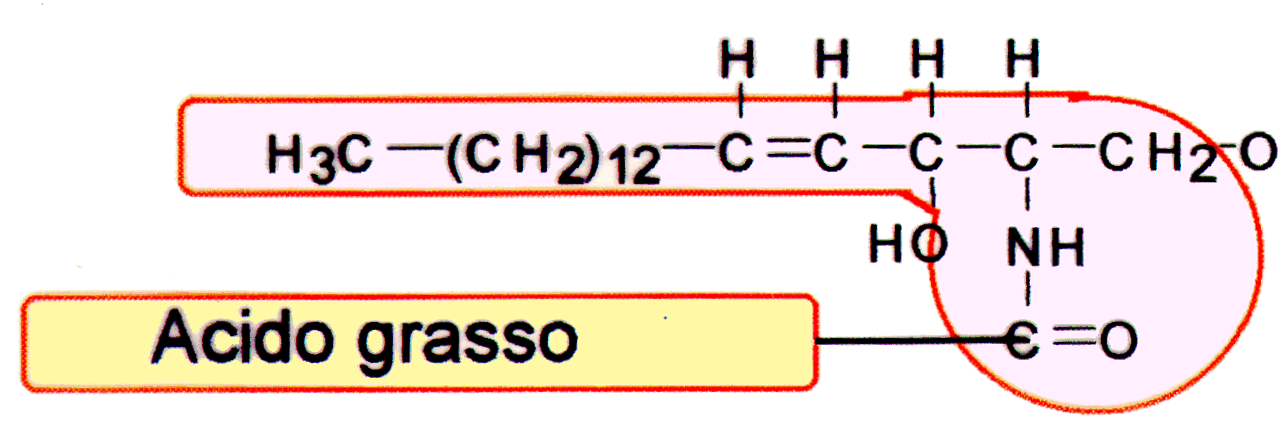 H H H H
H3C—(CH2)12—C=C—C—C—CH2—O
HO NH
Acido grasso C=O